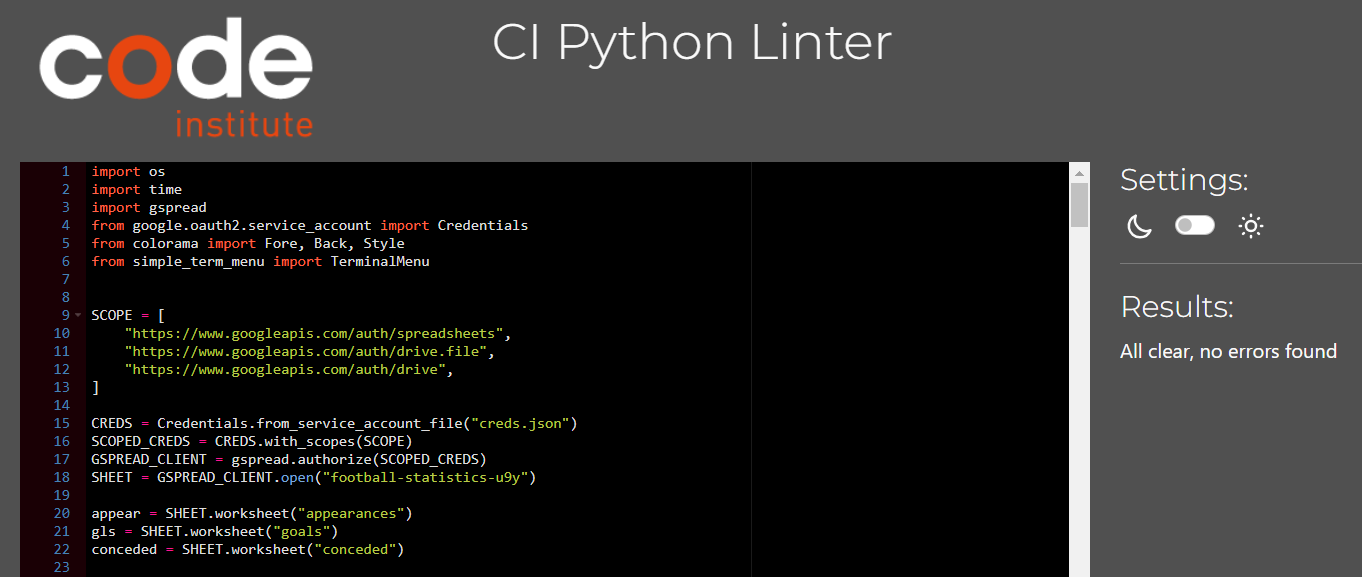 code
institute
CI Python Linter
1 import os
2 import time
3 import gspread
4 from google.oauth2.service_account import Credentials
5 from colorama import Fore, Back, Style
6 from simple_term_menu import TerminalMenu
7
8
9 SCOPE = [
10     "https://www.googleapis.com/auth/spreadsheets",
11     "https://www.googleapis.com/auth/drive.file",
12     "https://www.googleapis.com/auth/drive",
13 ]
14
15 CREDS = Credentials.from_service_account_file("creds.json")
16 SCOPED_CREDS = CREDS.with_scopes(SCOPE)
17 GSPREAD_CLIENT = gspread.authorize(SCOPED_CREDS)
18 SHEET = GSPREAD_CLIENT.open("football-statistics-u9y")
19
20 appear = SHEET.worksheet("appearances")
21 gls = SHEET.worksheet("goals")
22 conceded = SHEET.worksheet("conceded")
23
Settings:
Results:
All clear, no errors found